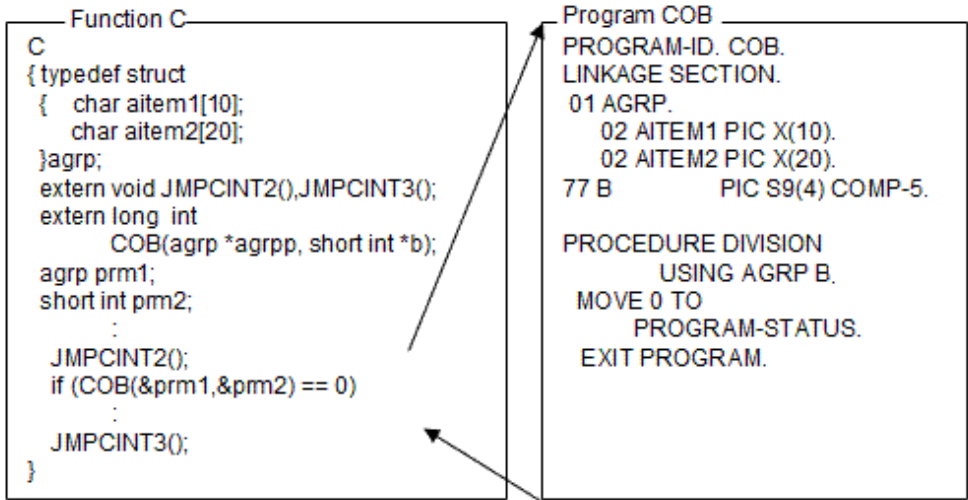 Function C
C
{ typedef struct
{ char aitem1[10];
char aitem2[20];
}agrp;
extern void JMPCINT2(),JMPCINT3();
extern long int
COB(agrp *agrpp, short int *b);
agrp prm1;
short int prm2;
:
JMPCINT2();
if (COB(&prm1,&prm2) == 0)
:
JMPCINT3();
}
Program COB
PROGRAM-ID. COB.
LINKAGE SECTION.
01 AGRP.
02 AITEM1 PIC X(10).
02 AITEM2 PIC X(20).
77 B PIC S9(4) COMP-5.
PROCEDURE DIVISION
USING AGRP B.
MOVE 0 TO
PROGRAM-STATUS.
EXIT PROGRAM.